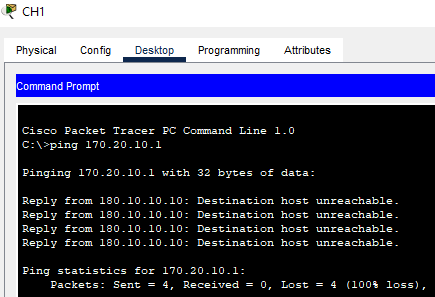 CH1
Physical Config Desktop Programming Attributes
Command Prompt
Cisco Packet Tracer PC Command Line 1.0
C:\>ping 170.20.10.1
Pinging 170.20.10.1 with 32 bytes of data:
Reply from 180.10.10.10: Destination host unreachable.
Reply from 180.10.10.10: Destination host unreachable.
Reply from 180.10.10.10: Destination host unreachable.
Reply from 180.10.10.10: Destination host unreachable.
Ping statistics for 170.20.10.1:
Packets: Sent = 4, Received = 0, Lost = 4 (100% loss),